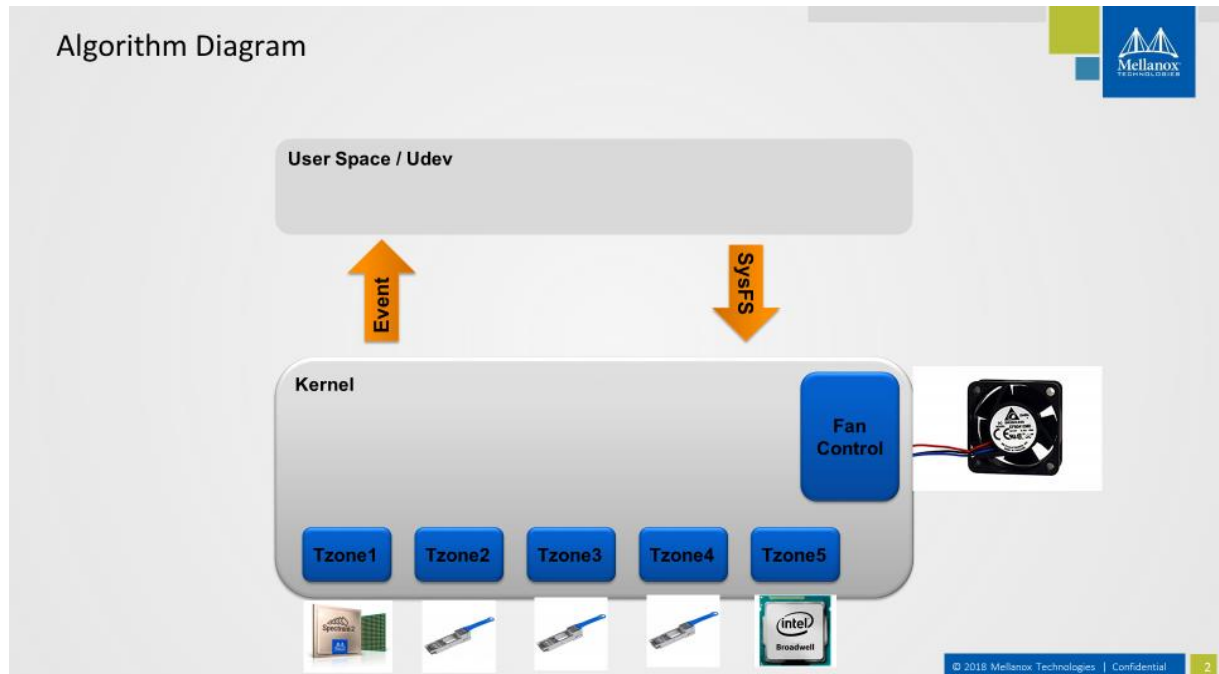 Algorithm Diagram
Mellanox
TECHNOLOGIES
User Space / Udev
Event
SysFS
Kernel
Fan
Control
Tzone1
Tzone2
Tzone3
Tzone4
Tzone5
Spectrum2
intel
Broadwell
© 2018 Mellanox Technologies | Confidential
2